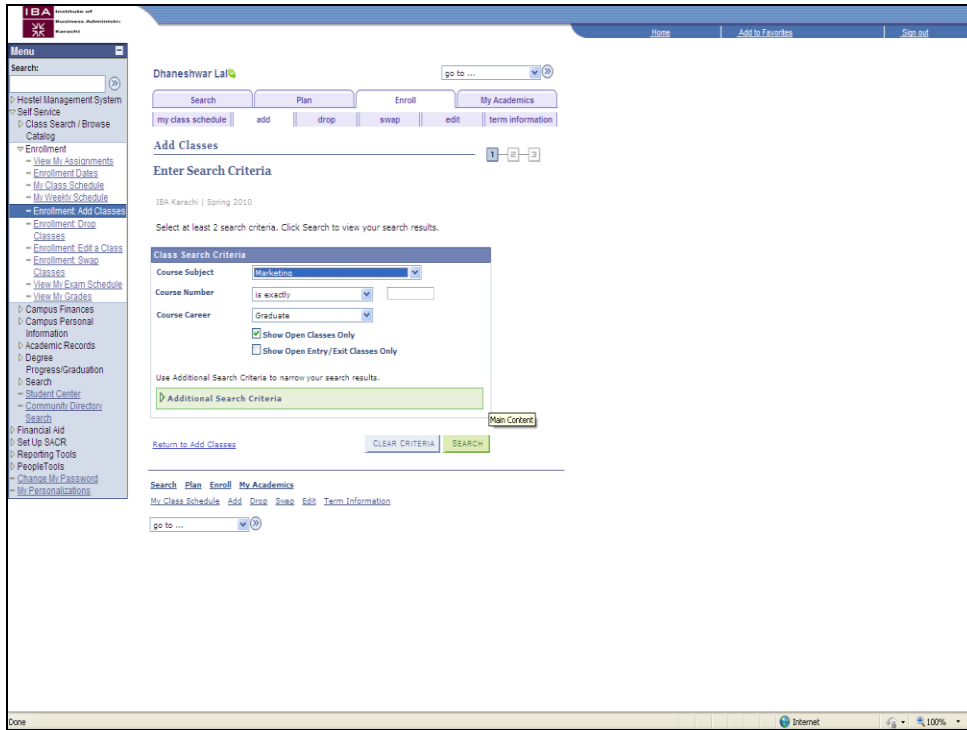 IBA Institute of
Business Administra
Karachi
Home Add to Favorites Sign out
Menu
Search:
Hostel Management System
Self Service
Class Search / Browse
Catalog
Enrollment
View My Assignments
Enrollment Dates
My Class Schedule
My Weekly Schedule
Enrollment: Add Classes
Enrollment: Drop
Classes
Enrollment: Edit a Class
Enrollment: Swap
Classes
View My Exam Schedule
View My Grades
Campus Finances
Campus Personal
Information
Academic Records
Degree
Progress/Graduation
Search
Student Center
Community Directory
Search
Financial Aid
Set Up SACR
Reporting Tools
PeopleTools
Change My Password
My Personalizations
Dhaneshwar Lal
go to ...
Search Plan Enroll My Academics
my class schedule add drop swap edit term information
Add Classes
1 2 3
Enter Search Criteria
IBA Karachi | Spring 2010
Select at least 2 search criteria. Click Search to view your search results.
Class Search Criteria
Course Subject Marketing
Course Number is exactly
Course Career Graduate
Show Open Classes Only
Show Open Entry/Exit Classes Only
Use Additional Search Criteria to narrow your search results.
Additional Search Criteria
Main Content
Return to Add Classes CLEAR CRITERIA SEARCH
Search Plan Enroll My Academics
My Class Schedule Add Drop Swap Edit Term Information
go to ...
Done Internet 100%